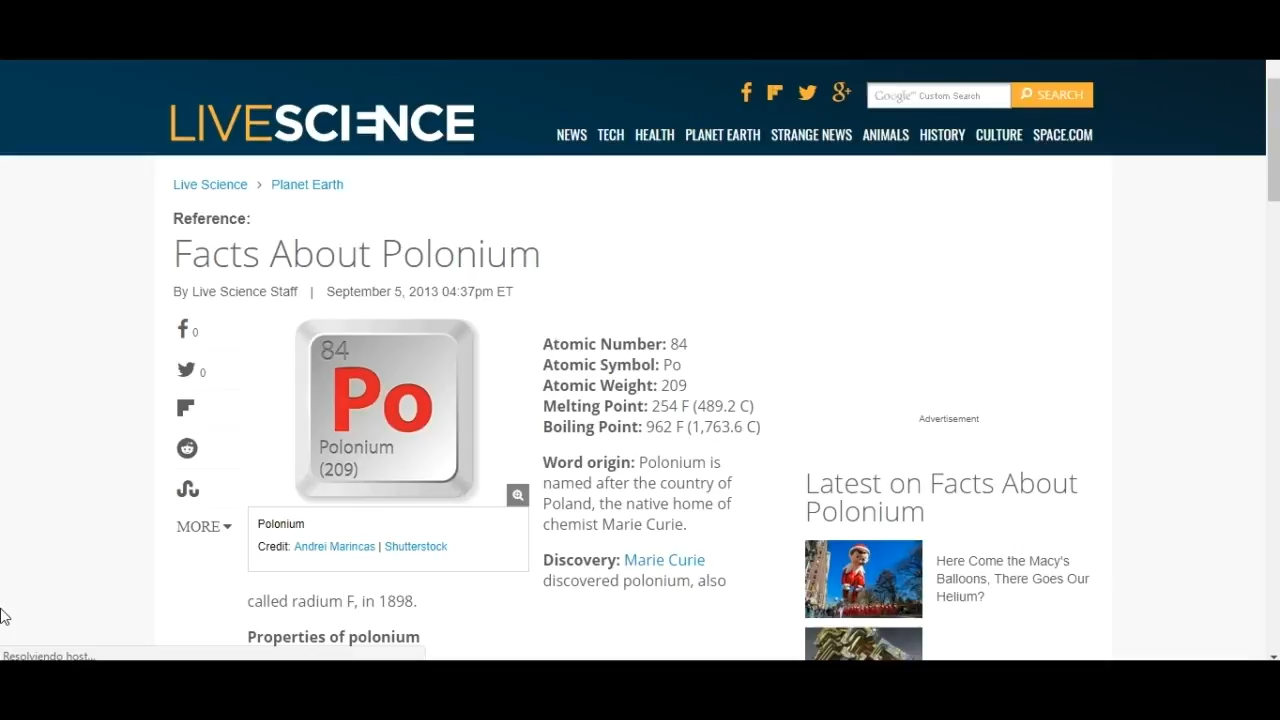 Google™ Custom Search
SEARCH
LIVESCIENCE
NEWS TECH HEALTH PLANET EARTH STRANGE NEWS ANIMALS HISTORY CULTURE SPACE.COM
Live Science > Planet Earth
Reference:
Facts About Polonium
By Live Science Staff | September 5, 2013 04:37pm ET
0
0
MORE
84
Po
Polonium
(209)
Polonium
Credit: Andrei Marincas | Shutterstock
Atomic Number: 84
Atomic Symbol: Po
Atomic Weight: 209
Melting Point: 254 F (489.2 C)
Boiling Point: 962 F (1,763.6 C)
Word origin: Polonium is
named after the country of
Poland, the native home of
chemist Marie Curie.
Discovery: Marie Curie
discovered polonium, also
called radium F, in 1898.
Properties of polonium
Advertisement
Latest on Facts About
Polonium
Here Come the Macy's
Balloons, There Goes Our
Helium?
Resolviendo host...